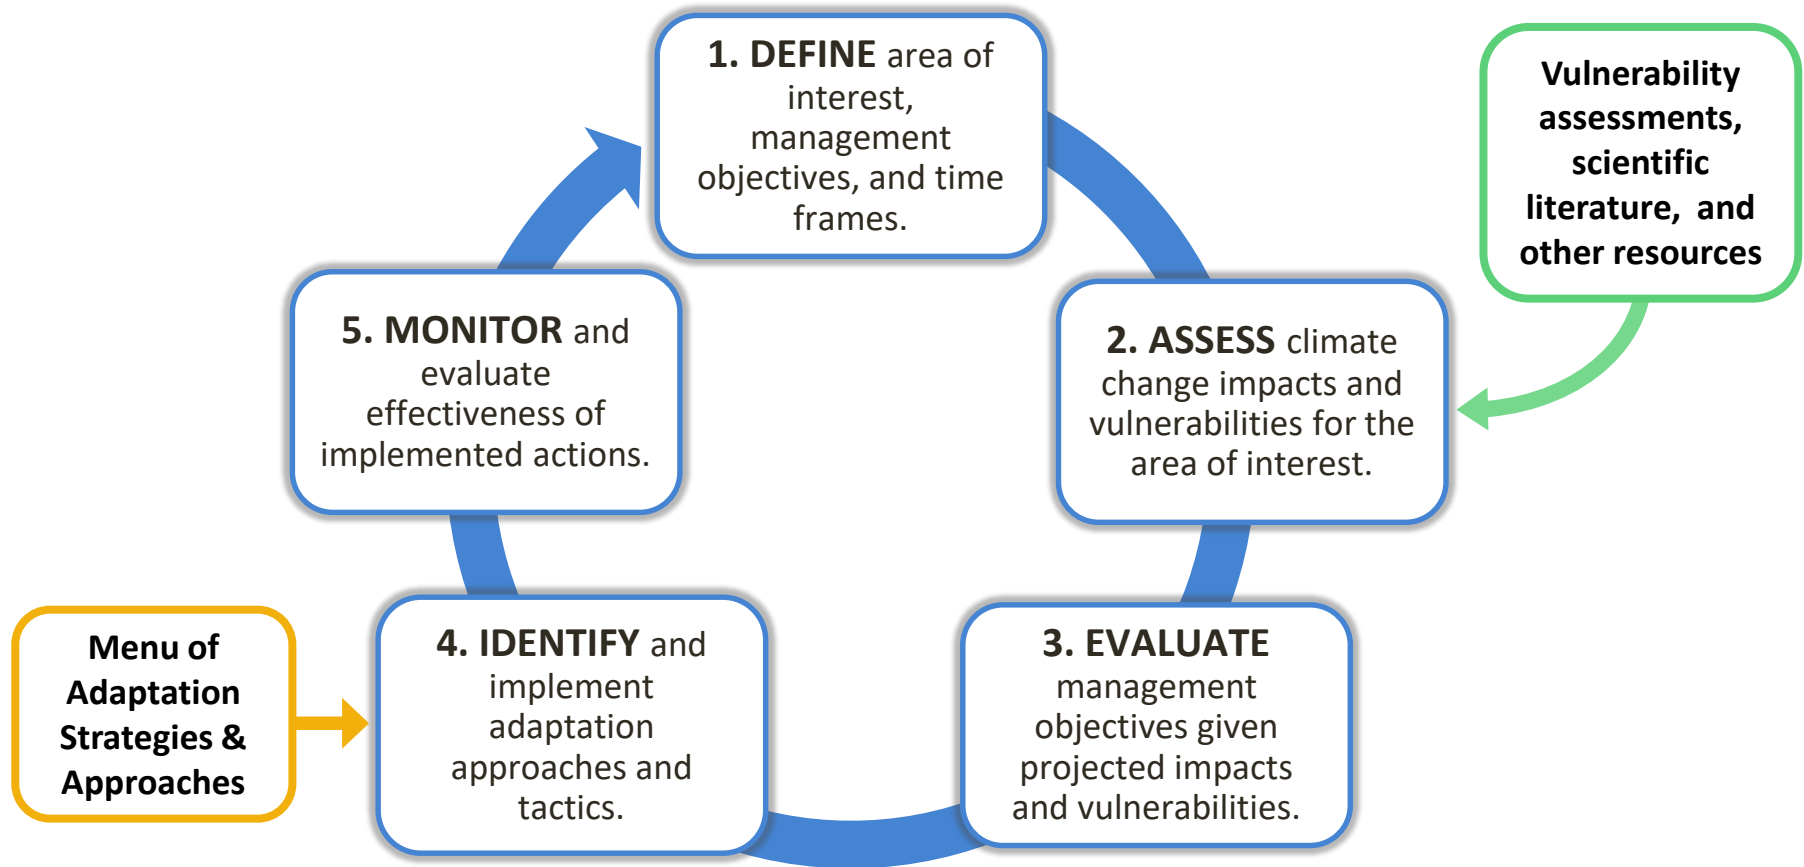 1. DEFINE area of
interest,
management
objectives, and time
frames.
Vulnerability
assessments,
scientific
literature,  and
other resources
2. ASSESS climate
change impacts and
vulnerabilities for the
area of interest.
3. EVALUATE
management
objectives given
projected impacts
and vulnerabilities.
4. IDENTIFY and
implement
adaptation
approaches and
tactics.
Menu of
Adaptation
Strategies &
Approaches
5. MONITOR and
evaluate
effectiveness of
implemented actions.